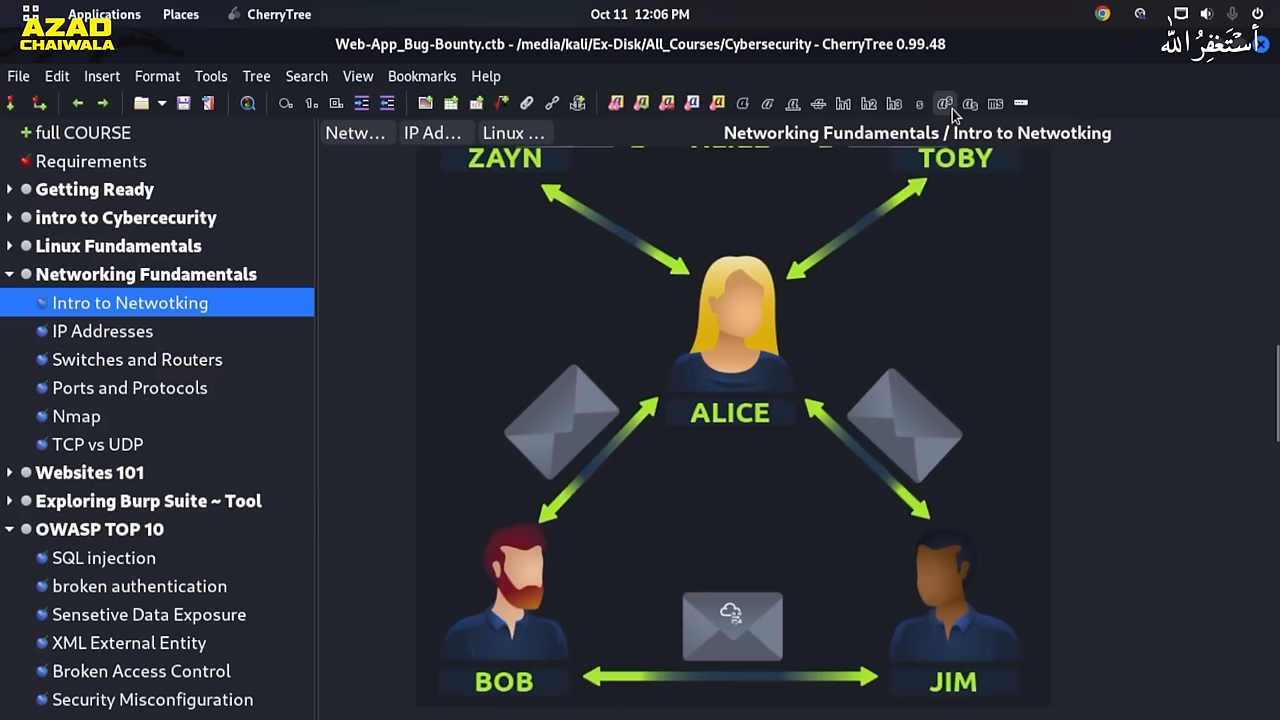 Applications Places CherryTree Oct 11 12:06 PM
AZAD
CHAIWALA
Web-App_Bug-Bounty.ctb - /media/kali/Ex-Disk/All_Courses/Cybersecurity - CherryTree 0.99.48
أَسْتَغْفِرُ اللّٰه
File Edit Insert Format Tools Tree Search View Bookmarks Help
h1 h2 h3 s
full COURSE
Requirements
Getting Ready
intro to Cybercecurity
Linux Fundamentals
Networking Fundamentals
Intro to Netwotking
IP Addresses
Switches and Routers
Ports and Protocols
Nmap
TCP vs UDP
Websites 101
Exploring Burp Suite ~ Tool
OWASP TOP 10
SQL injection
broken authentication
Sensetive Data Exposure
XML External Entity
Broken Access Control
Security Misconfiguration
Netw... IP Ad... Linux ... Networking Fundamentals / Intro to Netwotking
ZAYN TOBY
ALICE
BOB JIM